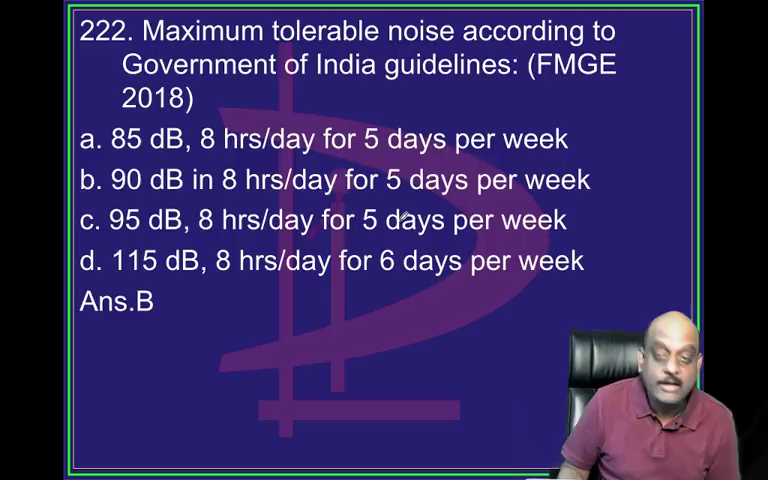 222. Maximum tolerable noise according to
Government of India guidelines: (FMGE
2018)
a. 85 dB, 8 hrs/day for 5 days per week
b. 90 dB in 8 hrs/day for 5 days per week
c. 95 dB, 8 hrs/day for 5 days per week
d. 115 dB, 8 hrs/day for 6 days per week
Ans.B